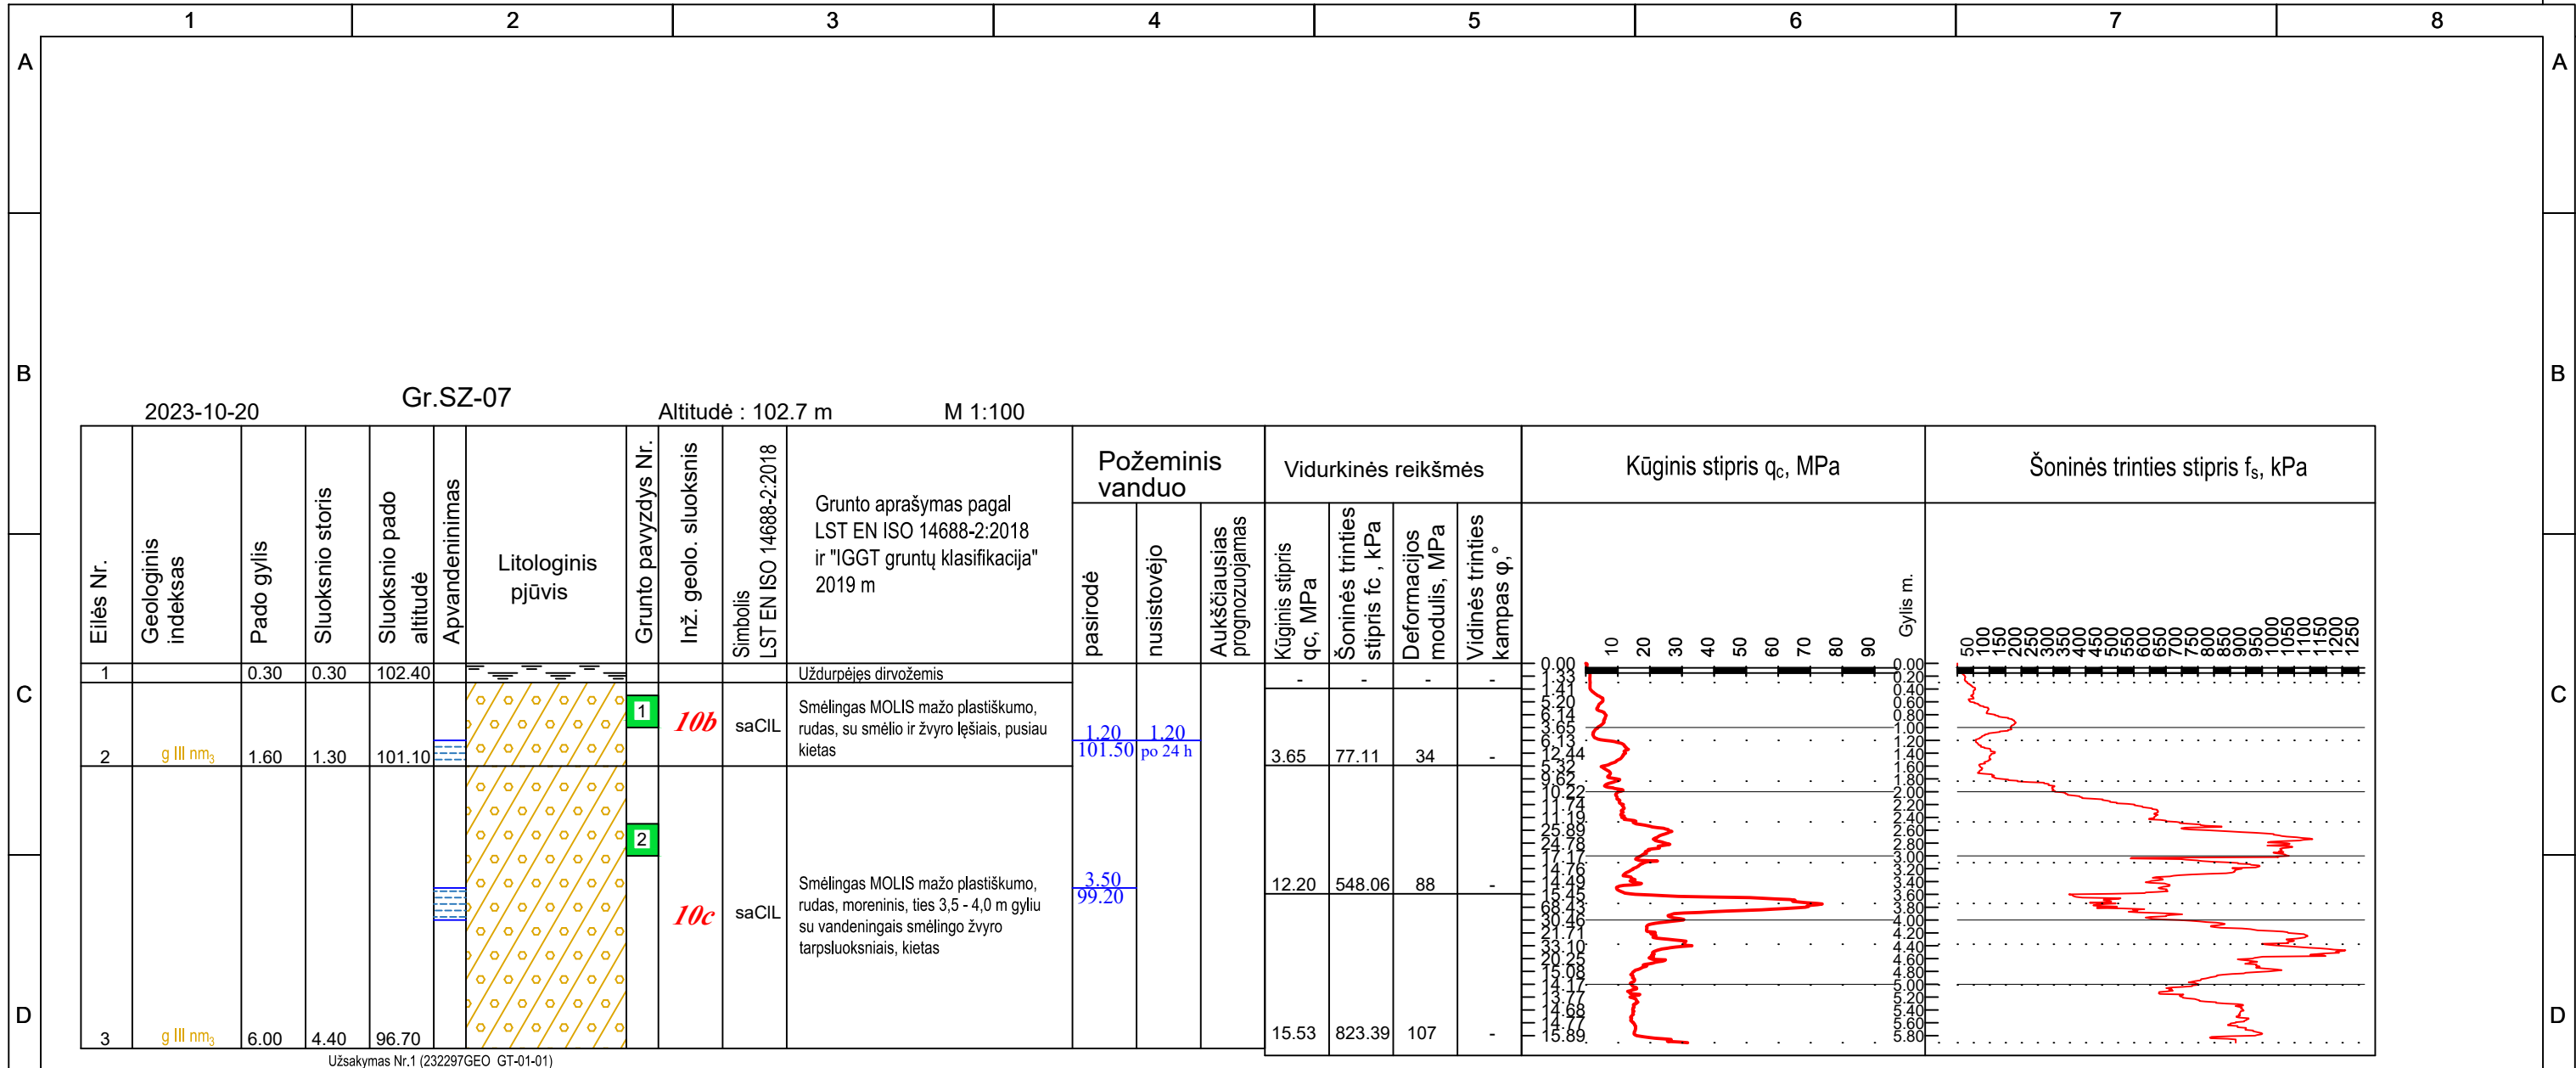 1 2 3 4 5 6 7 8
A A
B B
C C
D D
2023-10-20 Gr.SZ-07 Altitudė : 102.7 m M 1:100
Eilės Nr.
Geologinis
indeksas
Pado gylis
Sluoksnio storis
Sluoksnio pado
altitudė
Apvandeninimas
Litologinis
pjūvis
Grunto pavyzdys Nr.
Inž. geolo. sluoksnis
Simbolis
LST EN ISO 14688-2:2018
Grunto aprašymas pagal
LST EN ISO 14688-2:2018
ir "IGGT gruntų klasifikacija"
2019 m
Požeminis
vanduo
pasirodė
nusistovėjo
Aukščiausias
prognozuojamas
Vidurkinės reikšmės
Kūginis stipris
qc, MPa
Šoninės trinties
stipris fc , kPa
Deformacijos
modulis, MPa
Vidinės trinties
kampas φ,°
Kūginis stipris qc, MPa
10 20 30 40 50 60 70 80 90
Gylis m.
Šoninės trinties stipris fs, kPa
50 100 150 200 250 300 350 400 450 500 550 600 650 700 750 800 850 900 950 1000 1050 1100 1150 1200 1250
1 0.30 0.30 102.40 Uždurpėjęs dirvožemis - - - -
1 10b saClL
Smėlingas MOLIS mažo plastiškumo,
rudas, su smėlio ir žvyro lęšiais, pusiau
kietas
1.20 1.20
101.50 po 24 h
2 g III nm3 1.60 1.30 101.10 3.65 77.11 34 -
2
10c saClL
Smėlingas MOLIS mažo plastiškumo,
rudas, moreninis, ties 3,5 - 4,0 m gyliu
su vandeningais smėlingo žvyro
tarpsluoksniais, kietas
3.50
99.20
12.20 548.06 88 -
3 g III nm3 6.00 4.40 96.70 15.53 823.39 107 -
0.00
1.33
1.41
5.20
6.14
3.65
6.13
12.44
5.32
9.62
10.22
11.74
11.19
25.89
24.78
17.17
14.76
14.49
15.45
68.43
30.46
21.71
33.10
20.25
15.08
14.17
13.77
14.68
14.77
15.89
0.00
0.20
0.40
0.60
0.80
1.00
1.20
1.40
1.60
1.80
2.00
2.20
2.40
2.60
2.80
3.00
3.20
3.40
3.60
3.80
4.00
4.20
4.40
4.60
4.80
5.00
5.20
5.40
5.60
5.80
Užsakymas Nr.1 (232297GEO GT-01-01)